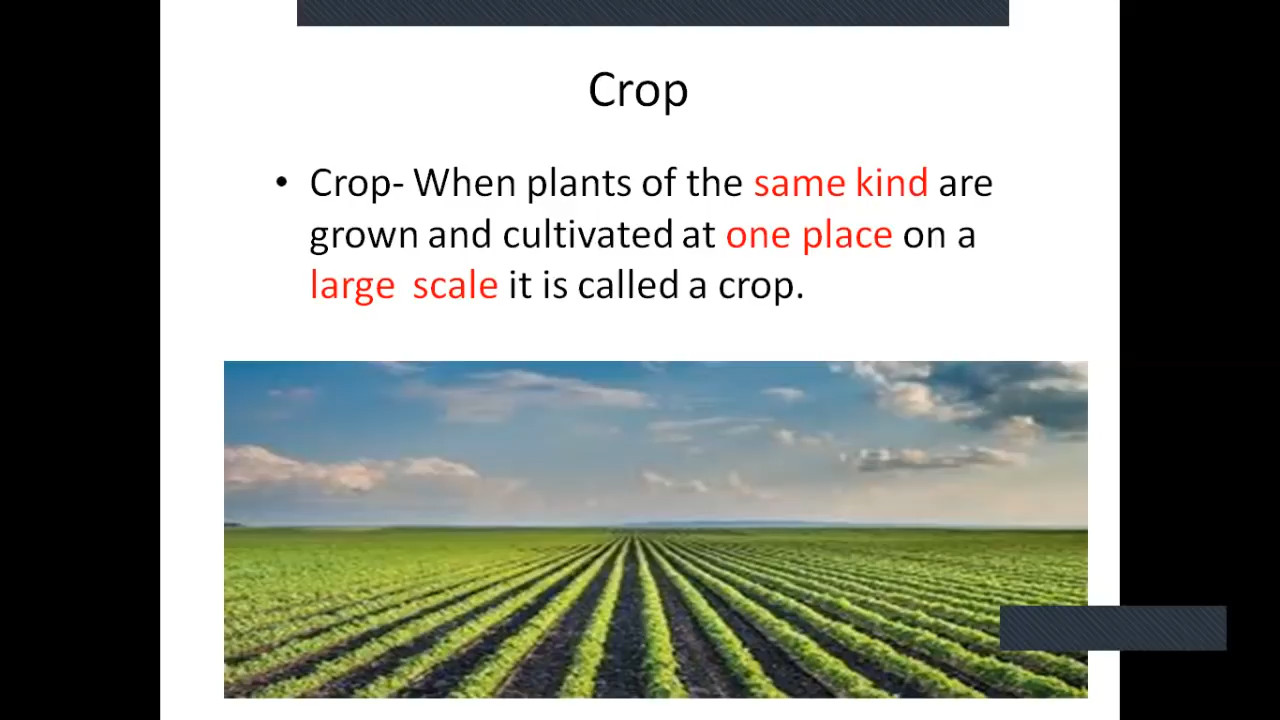 Crop
• Crop- When plants of the same kind are
grown and cultivated at one place on a
large scale it is called a crop.